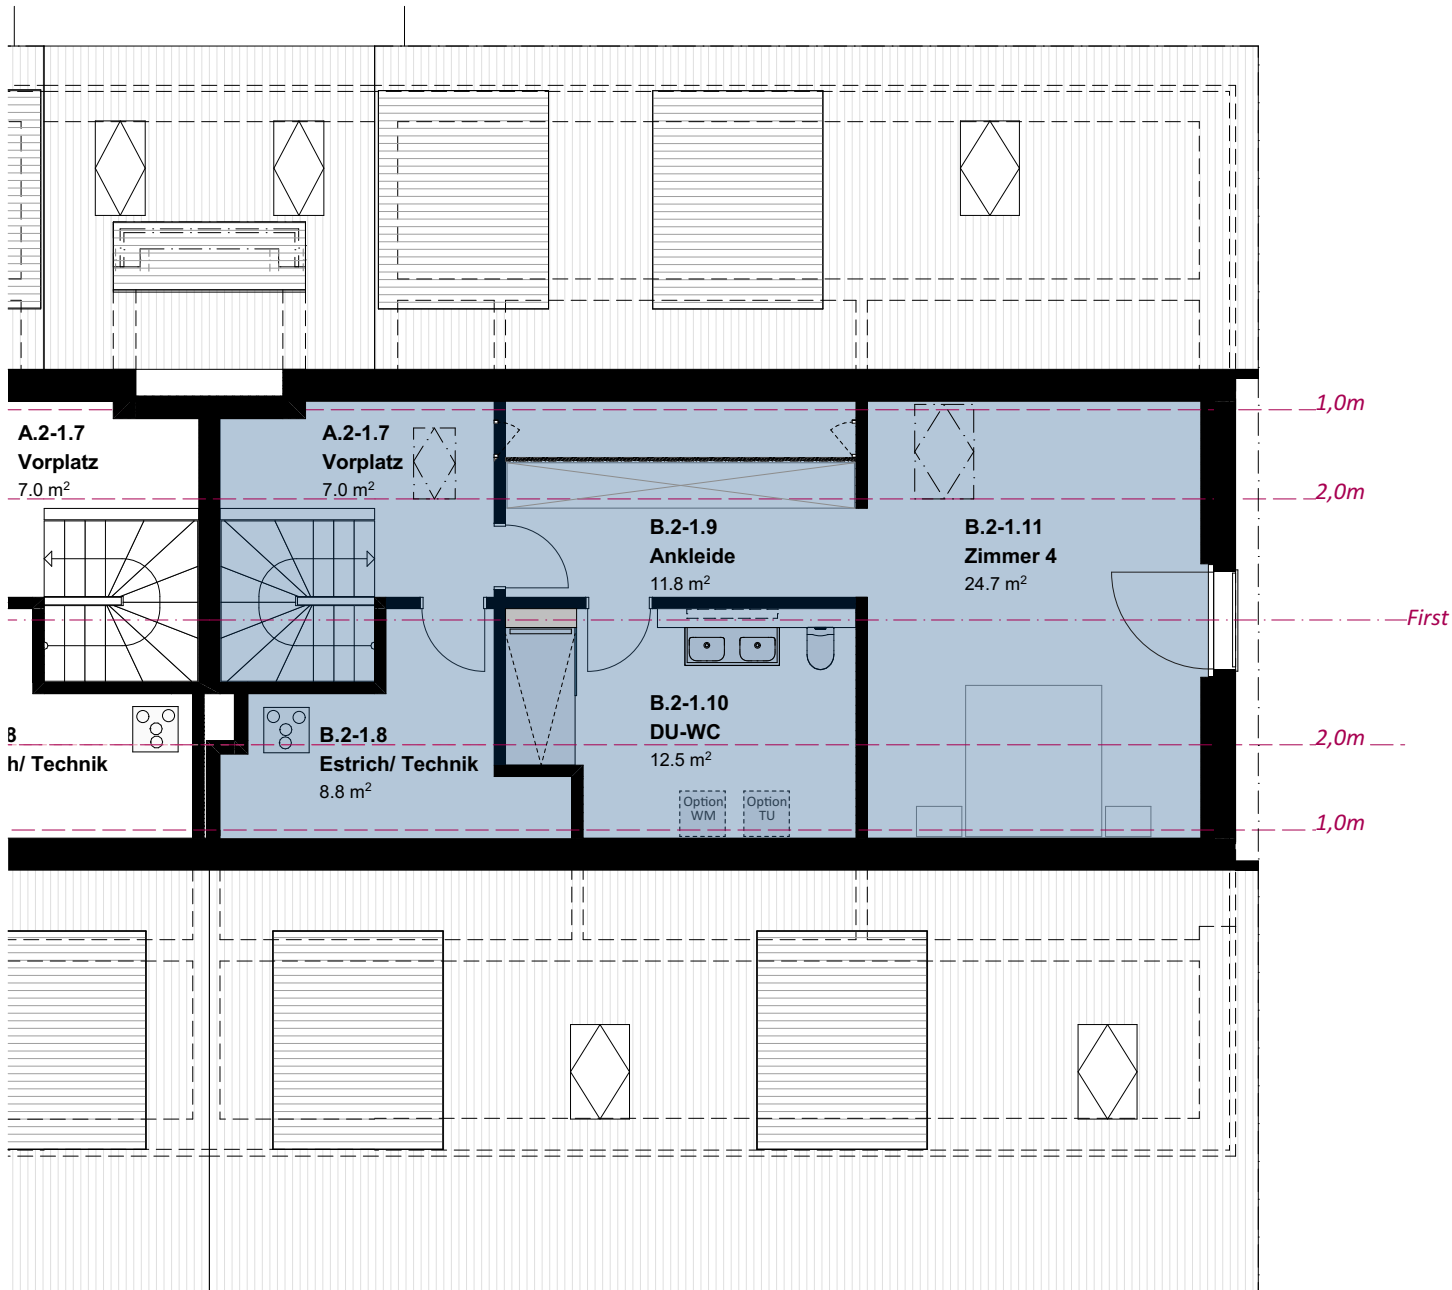 1,0m
A.2-1.7
Vorplatz
7.0 m²
A.2-1.7
Vorplatz
7.0 m²
2,0m
B.2-1.9
Ankleide
11.8 m²
B.2-1.11
Zimmer 4
24.7 m²
First
8
h/ Technik
B.2-1.8
Estrich/ Technik
8.8 m²
B.2-1.10
DU-WC
12.5 m²
2,0m
Option
WM
Option
TU
1,0m